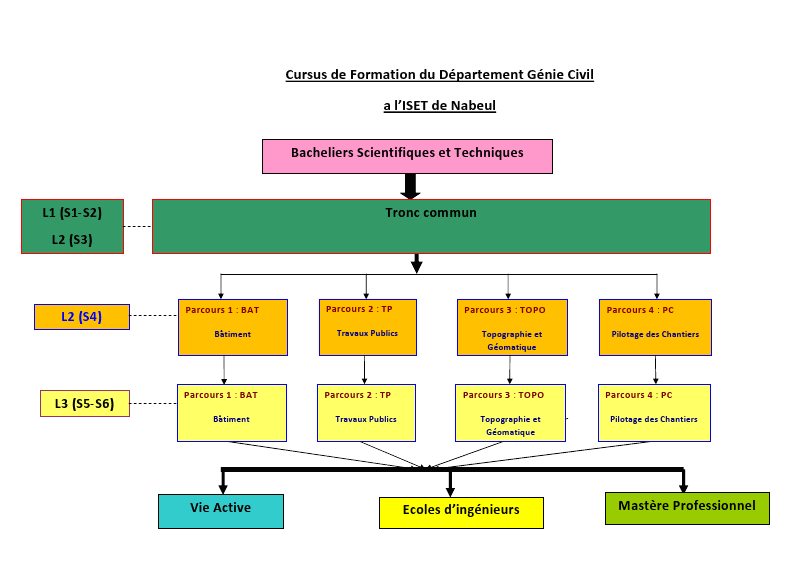 Cursus de Formation du Département Génie Civil
a l'ISET de Nabeul
Bacheliers Scientifiques et Techniques
L1 (S1-S2)
L2 (S3)
Tronc commun
L2 (S4)
Parcours 1 : BAT
Bâtiment
Parcours 2 : TP
Travaux Publics
Parcours 3 : TOPO
Topographie et
Géomatique
Parcours 4 : PC
Pilotage des Chantiers
L3 (S5-S6)
Parcours 1 : BAT
Bâtiment
Parcours 2 : TP
Travaux Publics
Parcours 3 : TOPO
Topographie et
Géomatique
Parcours 4 : PC
Pilotage des Chantiers
Vie Active
Ecoles d'ingénieurs
Mastère Professionnel